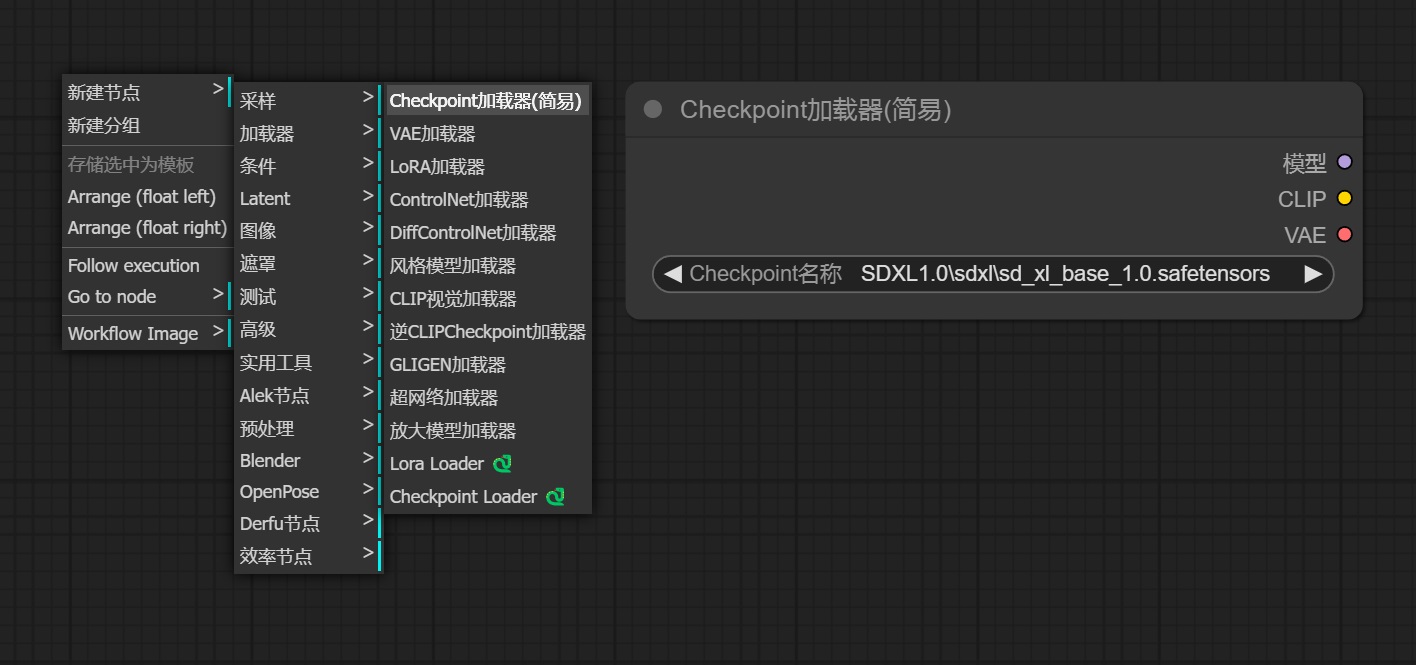 新建节点 >
新建分组
存储选中为模板
Arrange (float left)
Arrange (float right)
Follow execution
Go to node >
Workflow Image >
采样 >
加载器 >
条件 >
Latent >
图像 >
遮罩 >
测试 >
高级 >
实用工具 >
Alek节点 >
预处理 >
Blender >
OpenPose >
Derfu节点 >
效率节点 >
Checkpoint加载器(简易)
VAE加载器
LoRA加载器
ControlNet加载器
DiffControlNet加载器
风格模型加载器
CLIP视觉加载器
逆CLIPCheckpoint加载器
GLIGEN加载器
超网络加载器
放大模型加载器
Lora Loader
Checkpoint Loader
Checkpoint加载器(简易)
模型
CLIP
VAE
Checkpoint名称 SDXL1.0\sdxl\sd_xl_base_1.0.safetensors